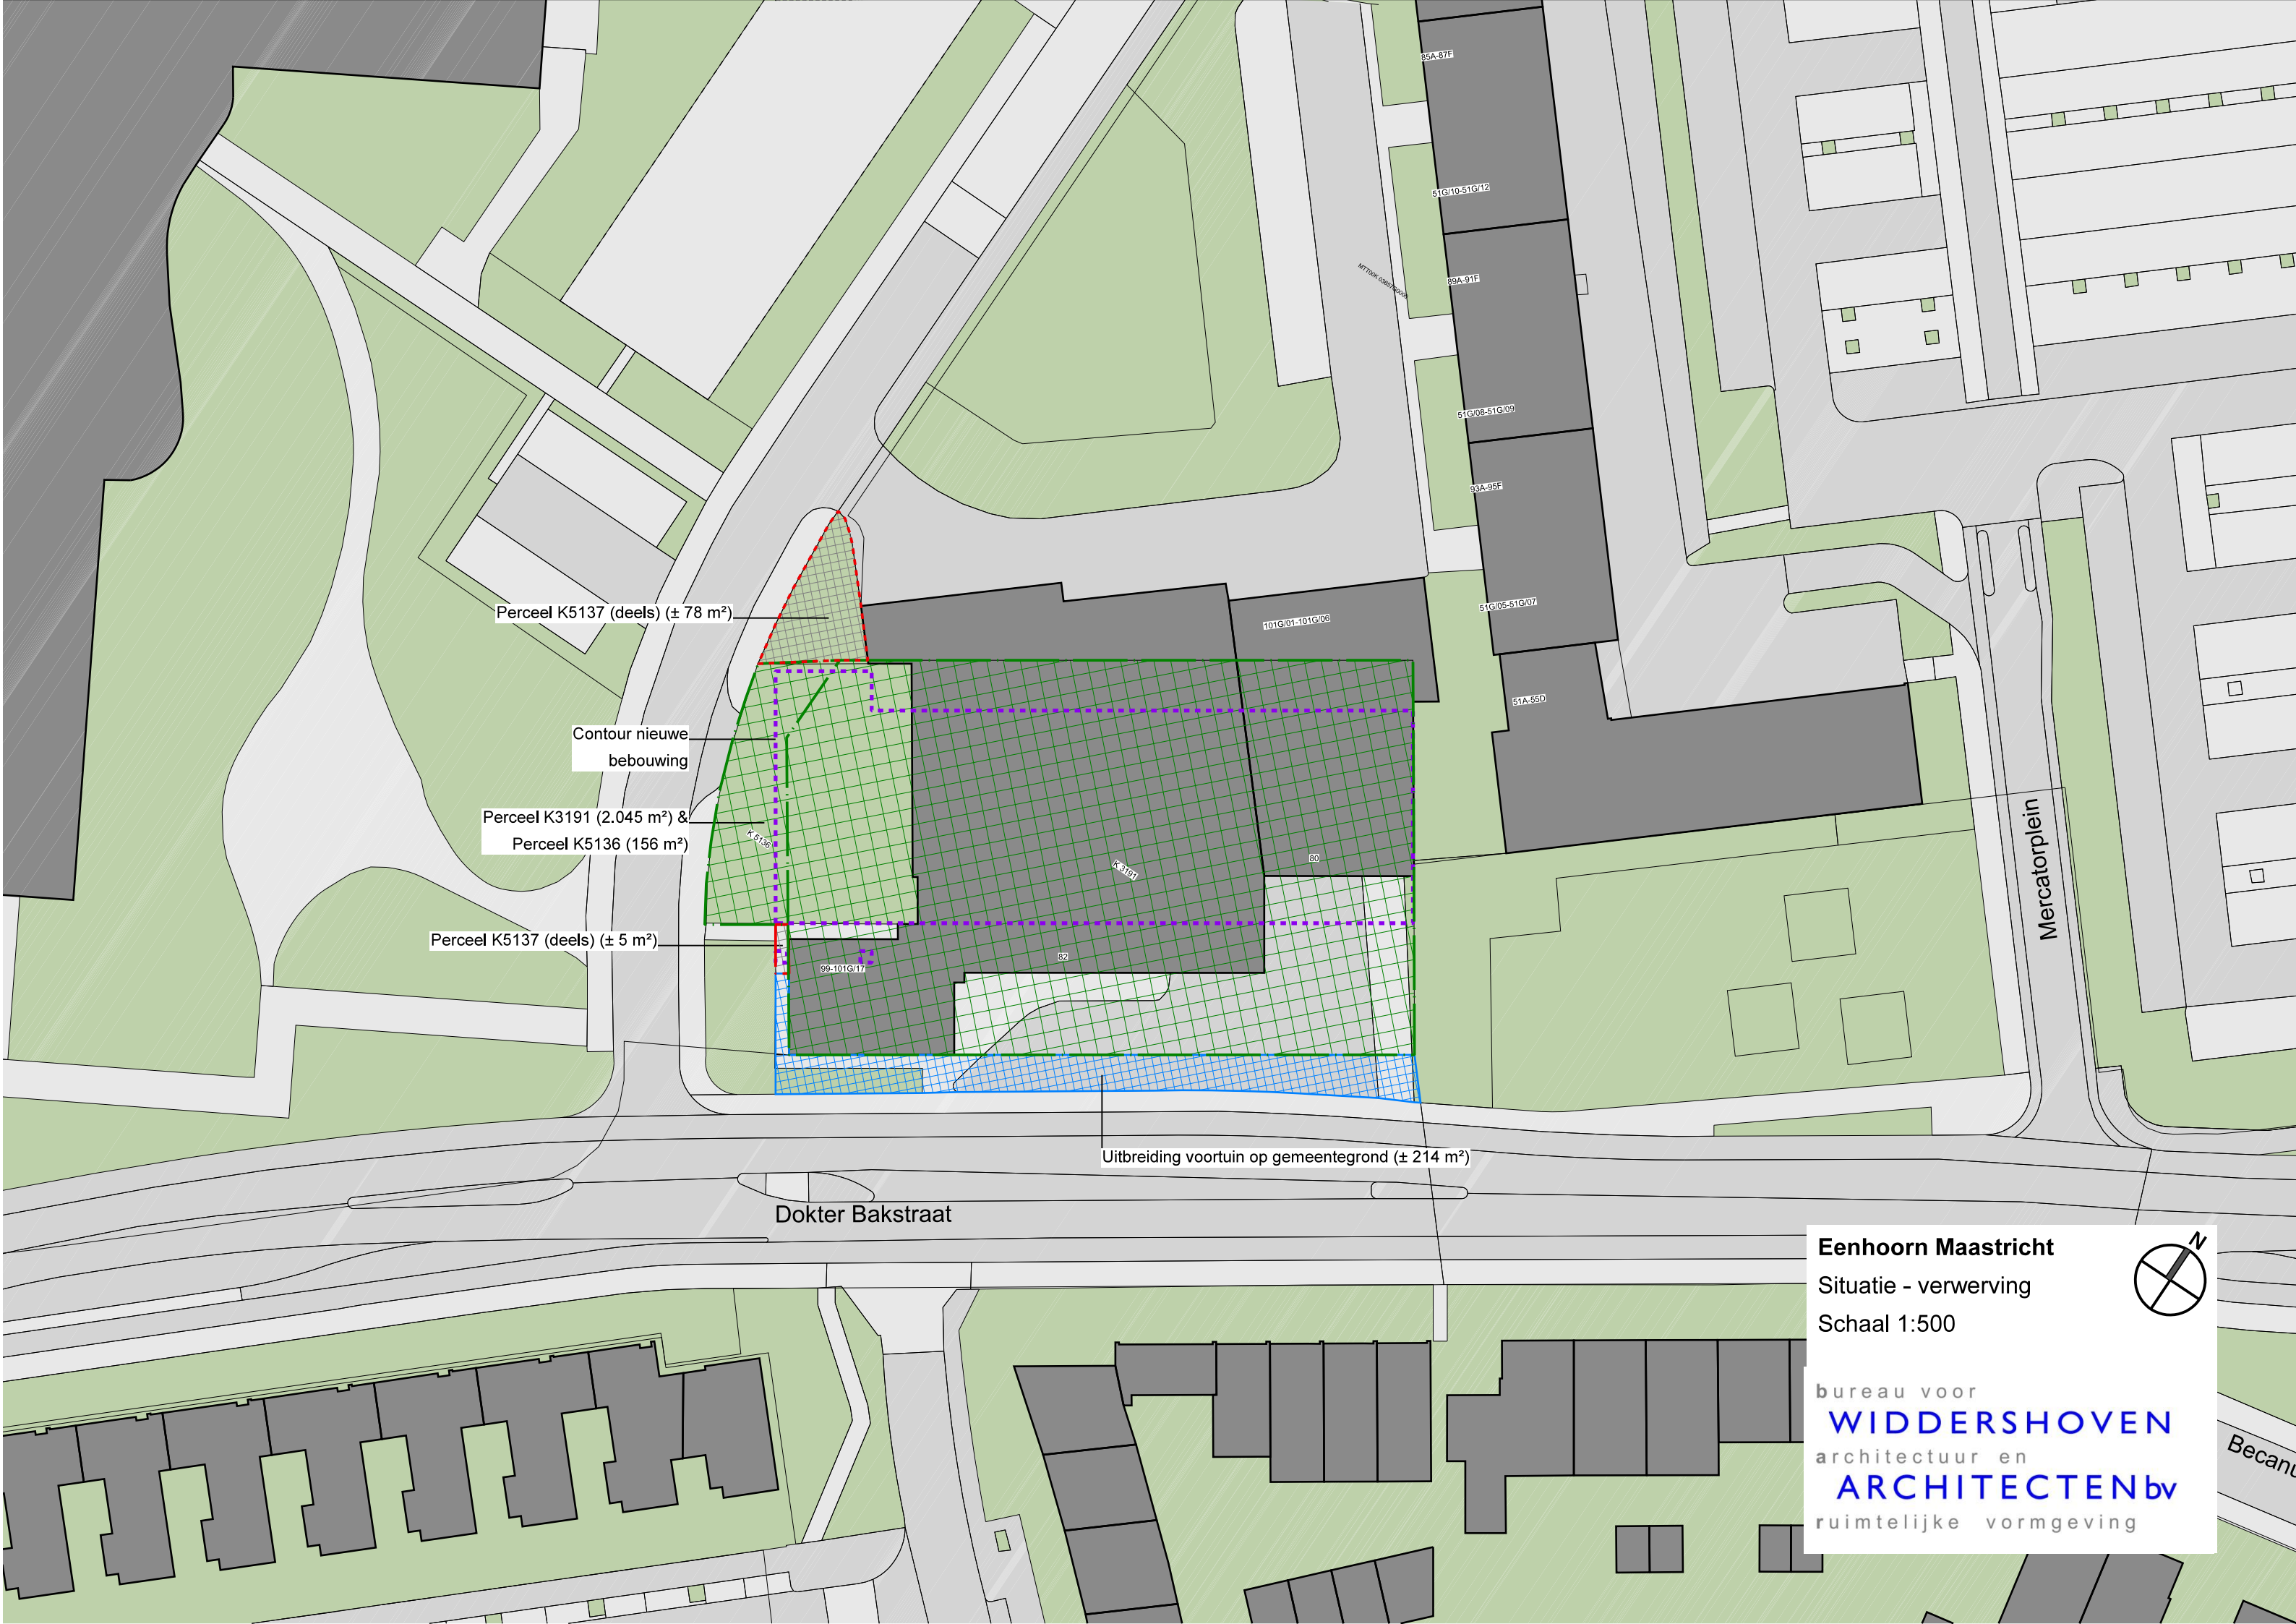 85A-87F
51G/10-51G/12
89A-91F
51G/08-51G/09
93A-95F
51G/05-51G/07
101G/01-101G/06
51A-55D
Perceel K5137 (deels) (± 78 m²)
Contour nieuwe
bebouwing
Perceel K3191 (2.045 m²) &
Perceel K5136 (156 m²)
K 5136
K 3191
80
Perceel K5137 (deels) (± 5 m²)
99-101G/17
82
Mercatorplein
Uitbreiding voortuin op gemeentegrond (± 214 m²)
Dokter Bakstraat
Eenhoorn Maastricht
N
Situatie - verwerving
Schaal 1:500
bureau voor
WIDDERSHOVEN
architectuur en
ARCHITECTEN bv
ruimtelijke vormgeving
Becanu